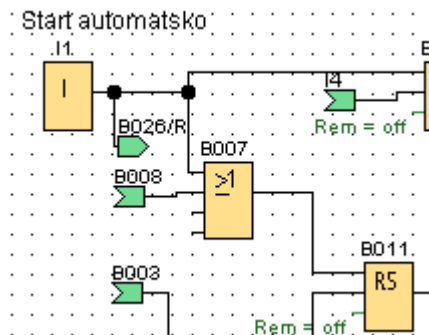 Start automatsko
I1
I
I4
B026/R
Rem = off
B007
≥1
B008
B011
RS
B003
Rem = off